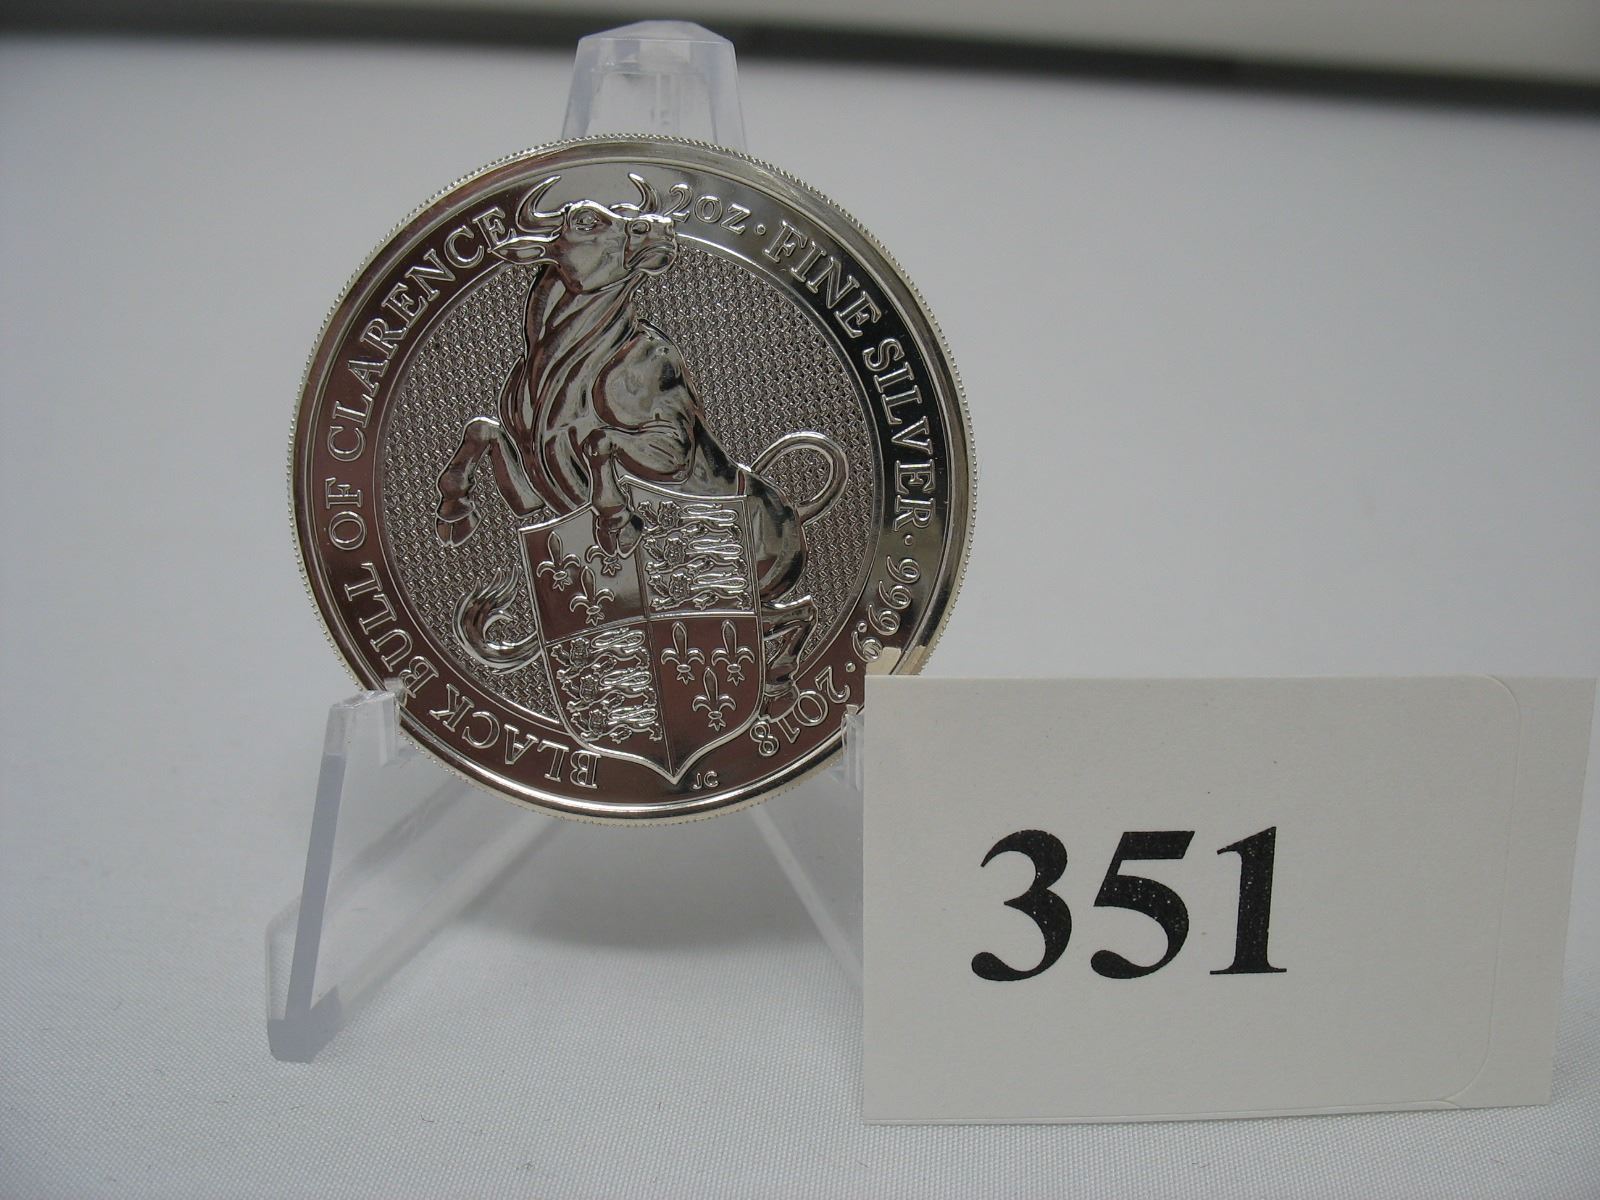 BLACK BULL OF CLARENCE 2OZ · FINE SILVER · 999.9 · 2018
JC
351